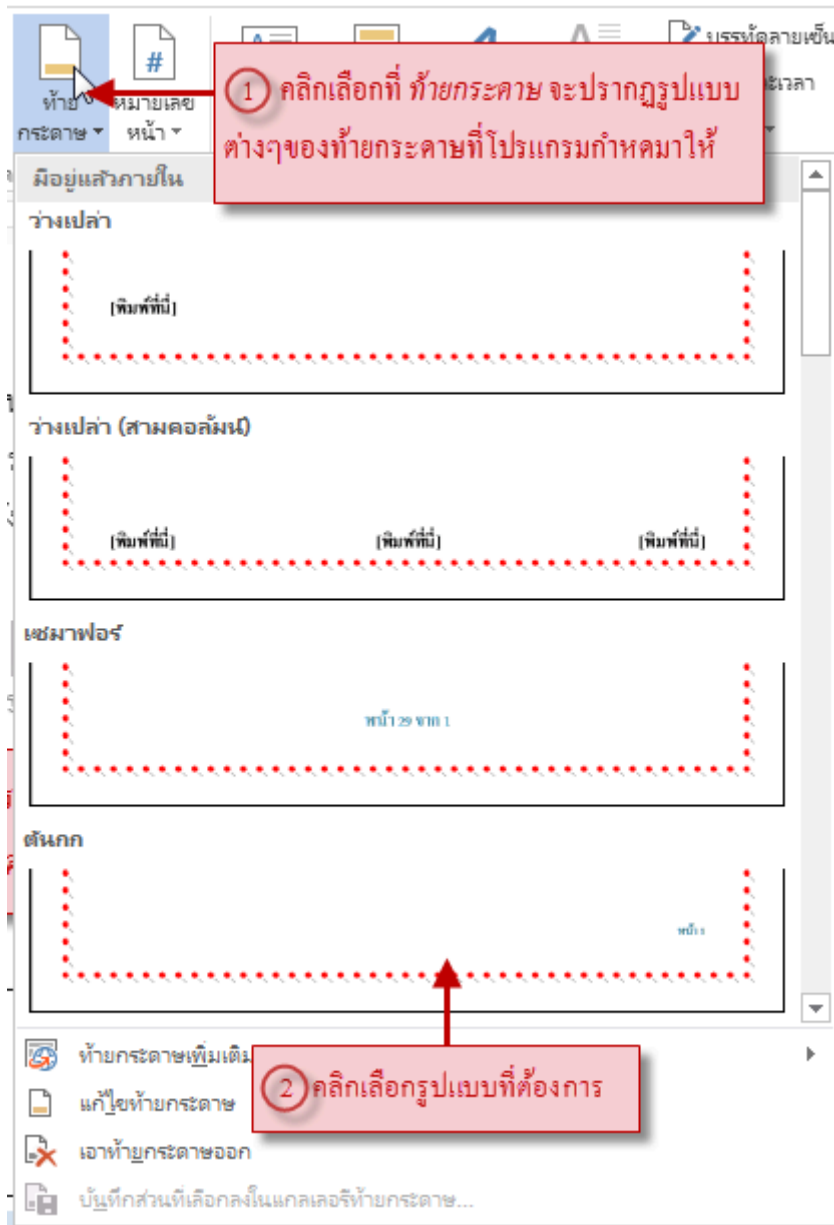 บรรทัดลายเซ็น
ท้าย
กระดาษ
หมายเลข
หน้า
1 คลิกเลือกที่ ท้ายกระดาษ จะปรากฏรูปแบบ
ต่างๆของท้ายกระดาษที่โปรแกรมกำหดมาให้
มีอยู่แล้วภายใน
ว่างเปล่า
[พิมพ์ที่นี่]
ว่างเปล่า (สามคอลัมน์)
[พิมพ์ที่นี่] [พิมพ์ที่นี่] [พิมพ์ที่นี่]
เซมาฟอร์
หน้า 29 จาก 1
ต้นกก
หน้า 1
ท้ายกระดาษเพิ่มเติม
2 คลิกเลือกรูปแบบที่ต้องการ
แก้ไขท้ายกระดาษ
เอาท้ายกระดาษออก
บันทึกส่วนที่เลือกลงในแกลเลอรีท้ายกระดาษ...